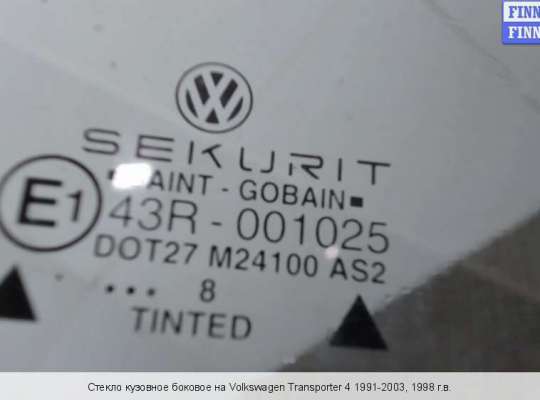 FINN
FINN
SEKURIT
AINT - GOBAIN
E1
43R - 001025
DOT27 M24100 AS2
... 8
TINTED
Стекло кузовное боковое на Volkswagen Transporter 4 1991-2003, 1998 г.в.